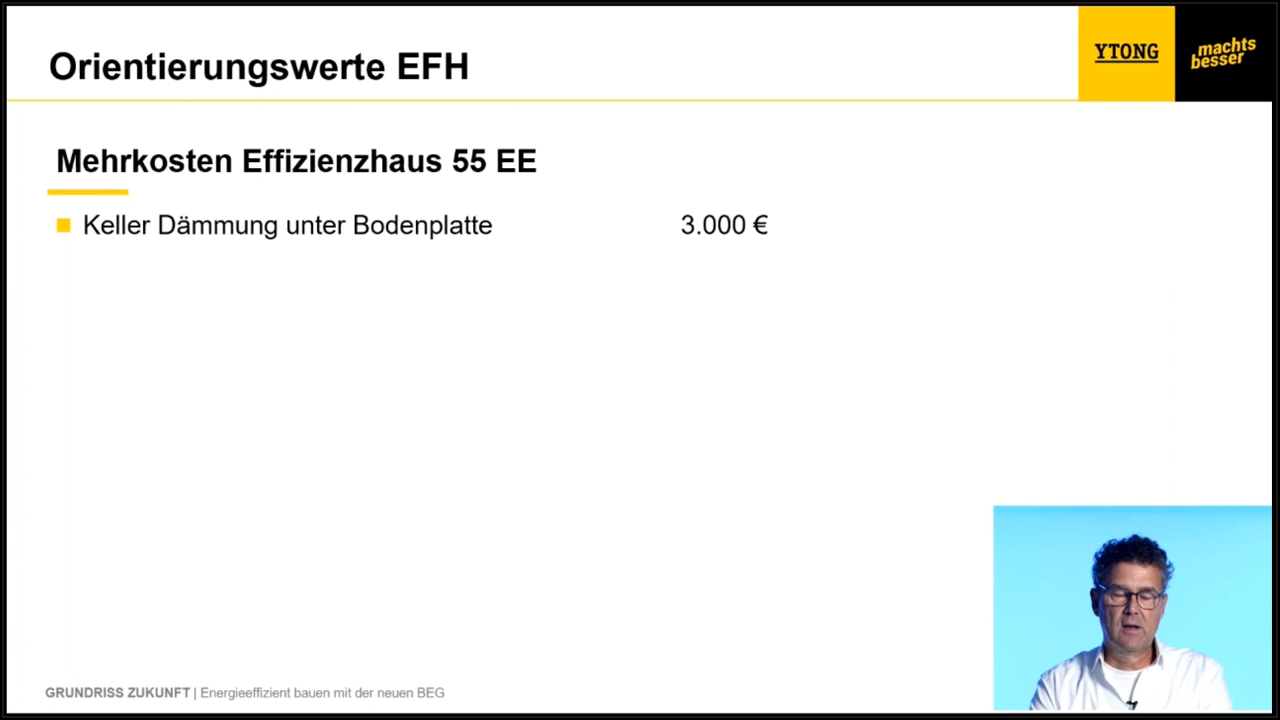 Orientierungswerte EFH
YTONG
machts
besser
Mehrkosten Effizienzhaus 55 EE
Keller Dämmung unter Bodenplatte 3.000 €
GRUNDRISS ZUKUNFT | Energieeffizient bauen mit der neuen BEG